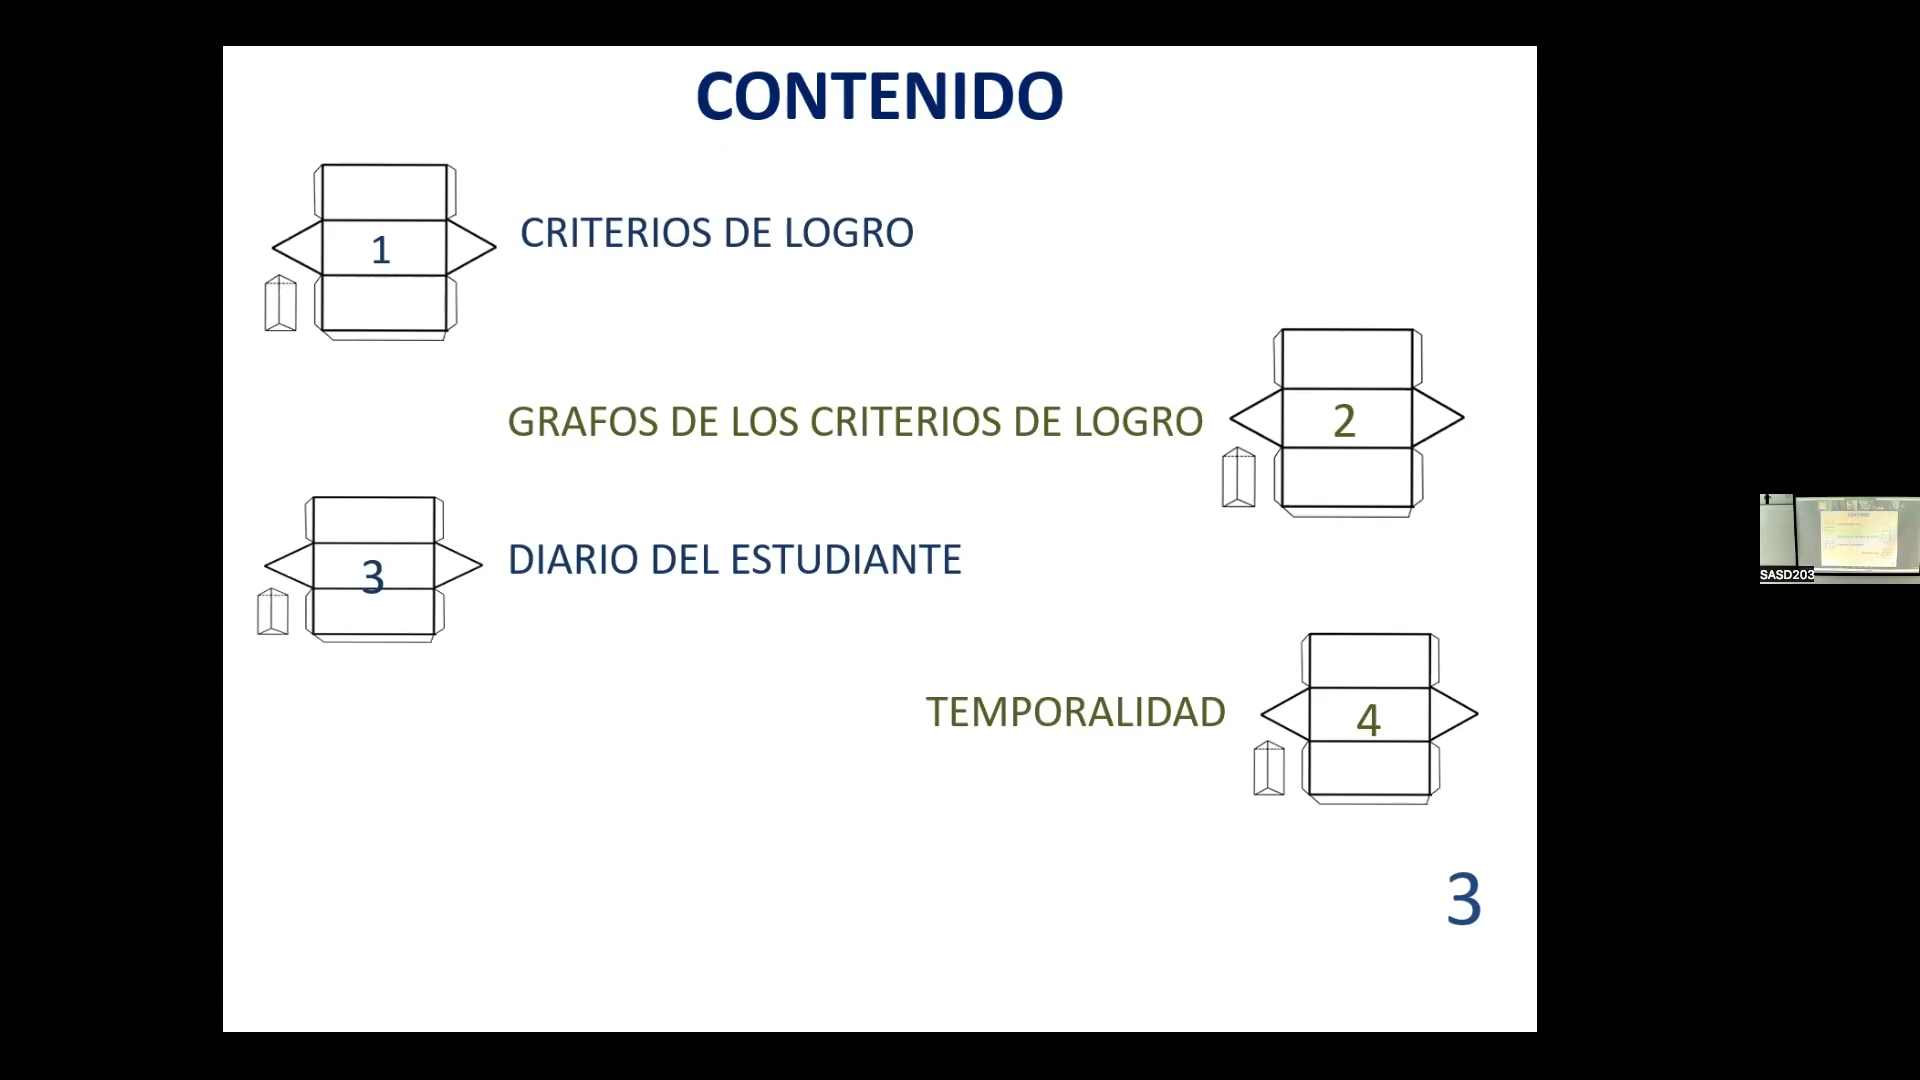 CONTENIDO
1
CRITERIOS DE LOGRO
GRAFOS DE LOS CRITERIOS DE LOGRO
2
3
DIARIO DEL ESTUDIANTE
TEMPORALIDAD
4
3
SASD203